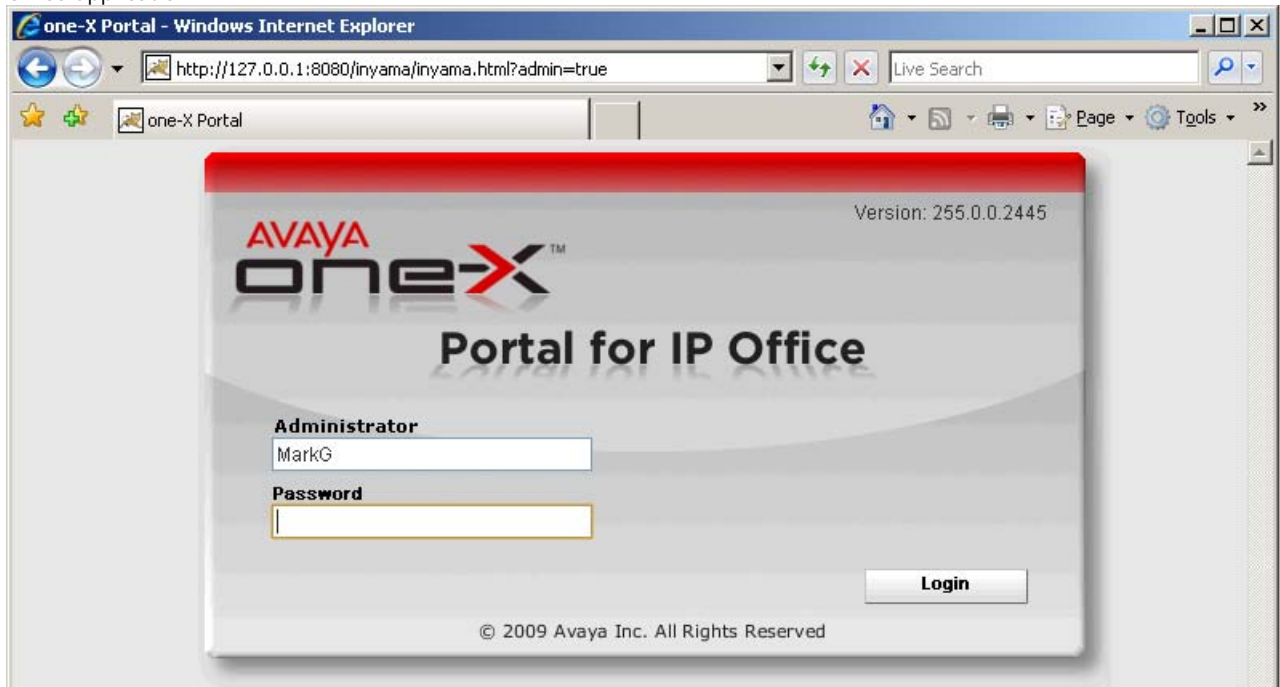 one-X Portal - Windows Internet Explorer
http://127.0.0.1:8080/inyama/inyama.html?admin=true
Live Search
one-X Portal
Page
Tools
Version: 255.0.0.2445
AVAYA
one-X™
Portal for IP Office
Administrator
MarkG
Password
Login
© 2009 Avaya Inc. All Rights Reserved